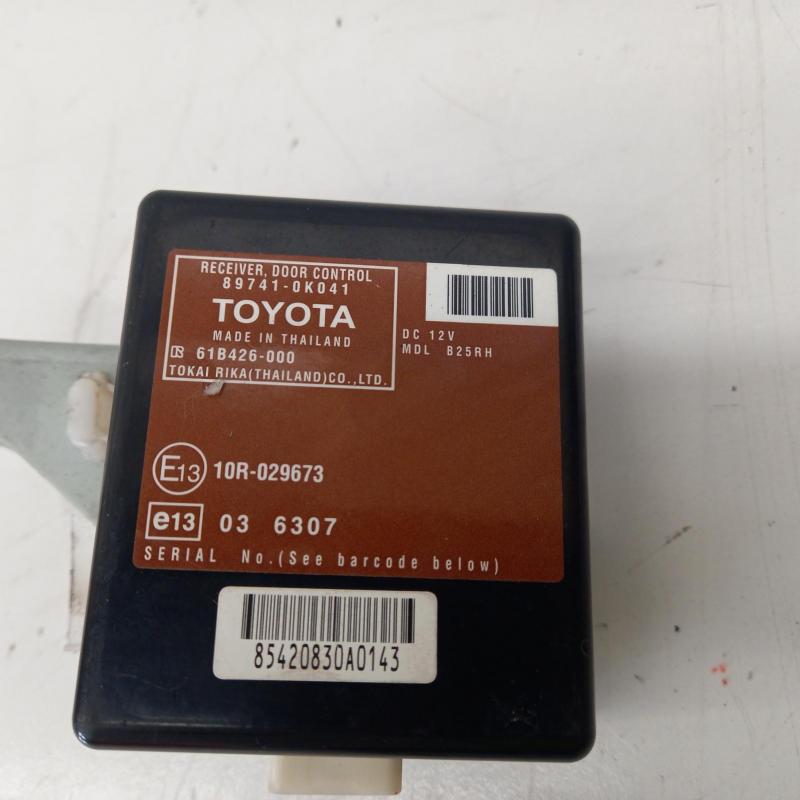 RECEIVER, DOOR CONTROL
89741-0K041
TOYOTA
MADE IN THAILAND
61B426-000
TOKAI RIKA(THAILAND)CO.,LTD.
DC 12V
MDL B25RH
E13 10R-029673
e13 03 6307
SERIAL No.(See barcode below)
85420830A0143